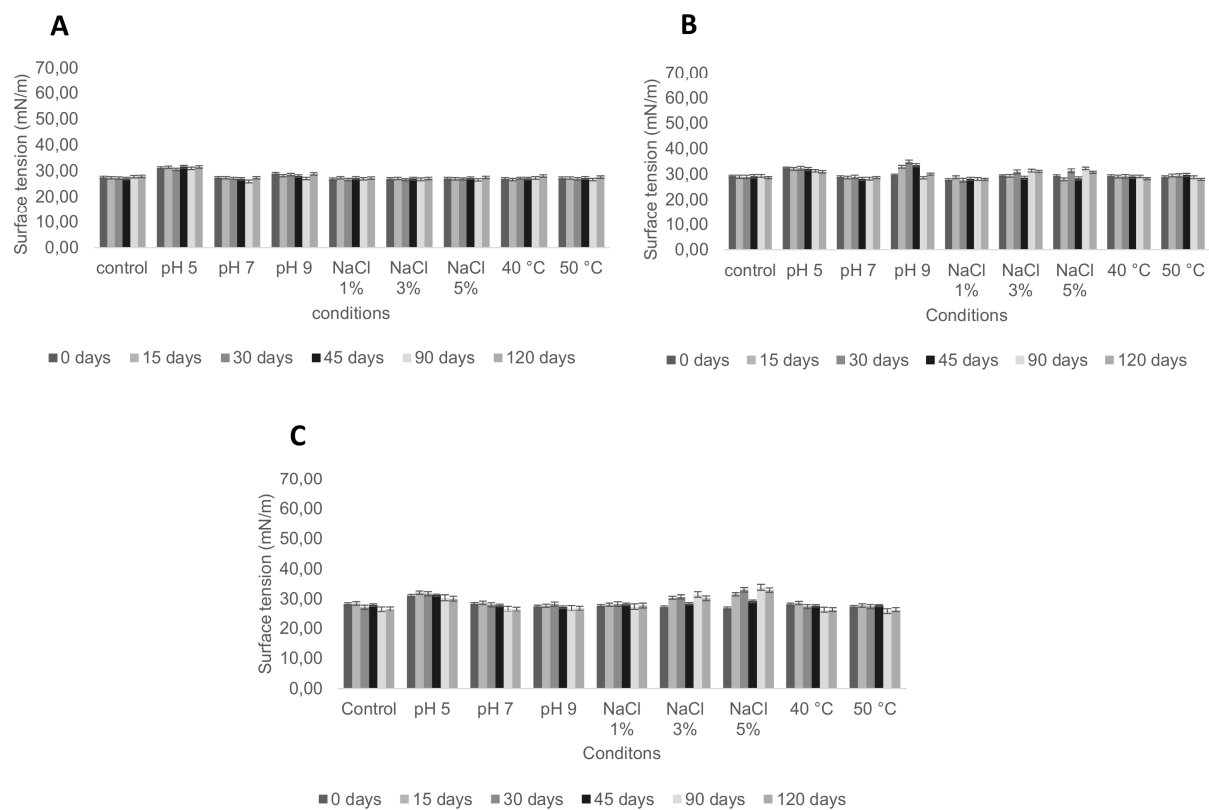 A
Surface tension (mN/m)
70,00
60,00
50,00
40,00
30,00
20,00
10,00
0,00
control pH 5 pH 7 pH 9 NaCl 1% NaCl 3% NaCl 5% 40 °C 50 °C
conditions
0 days 15 days 30 days 45 days 90 days 120 days
B
Surface tension (mN/m)
70,00
60,00
50,00
40,00
30,00
20,00
10,00
0,00
control pH 5 pH 7 pH 9 NaCl 1% NaCl 3% NaCl 5% 40 °C 50 °C
Conditions
0 days 15 days 30 days 45 days 90 days 120 days
C
Surface tension (mN/m)
70,00
60,00
50,00
40,00
30,00
20,00
10,00
0,00
Control pH 5 pH 7 pH 9 NaCl 1% NaCl 3% NaCl 5% 40 °C 50 °C
Conditons
0 days 15 days 30 days 45 days 90 days 120 days